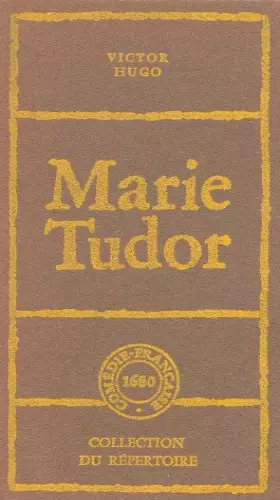 VICTOR
HUGO
Marie
Tudor
COMÉDIE-FRANÇAISE
1680
COLLECTION
DU RÉPERTOIRE